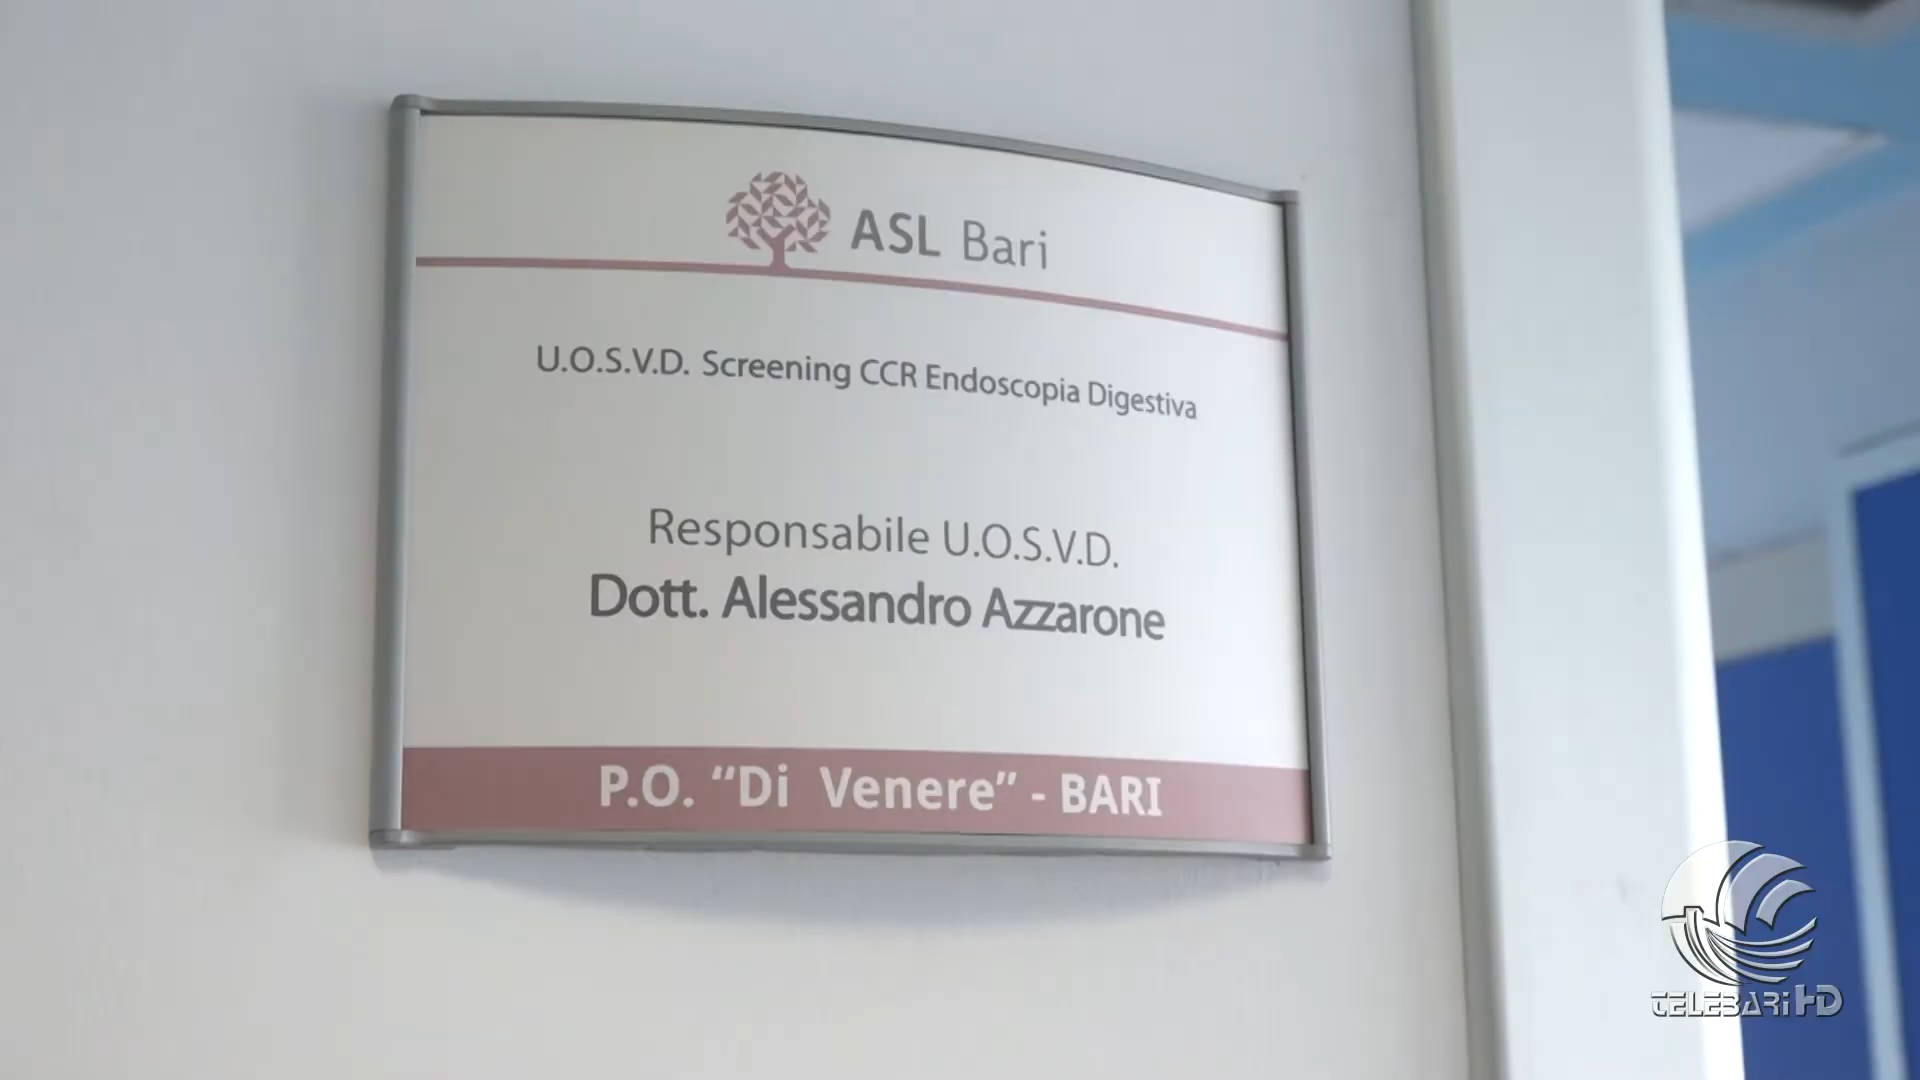 ASL Bari
U.O.S.V.D. Screening CCR Endoscopia Digestiva
Responsabile U.O.S.V.D.
Dott. Alessandro Azzarone
P.O. “Di Venere” - BARI
TELEBARI HD